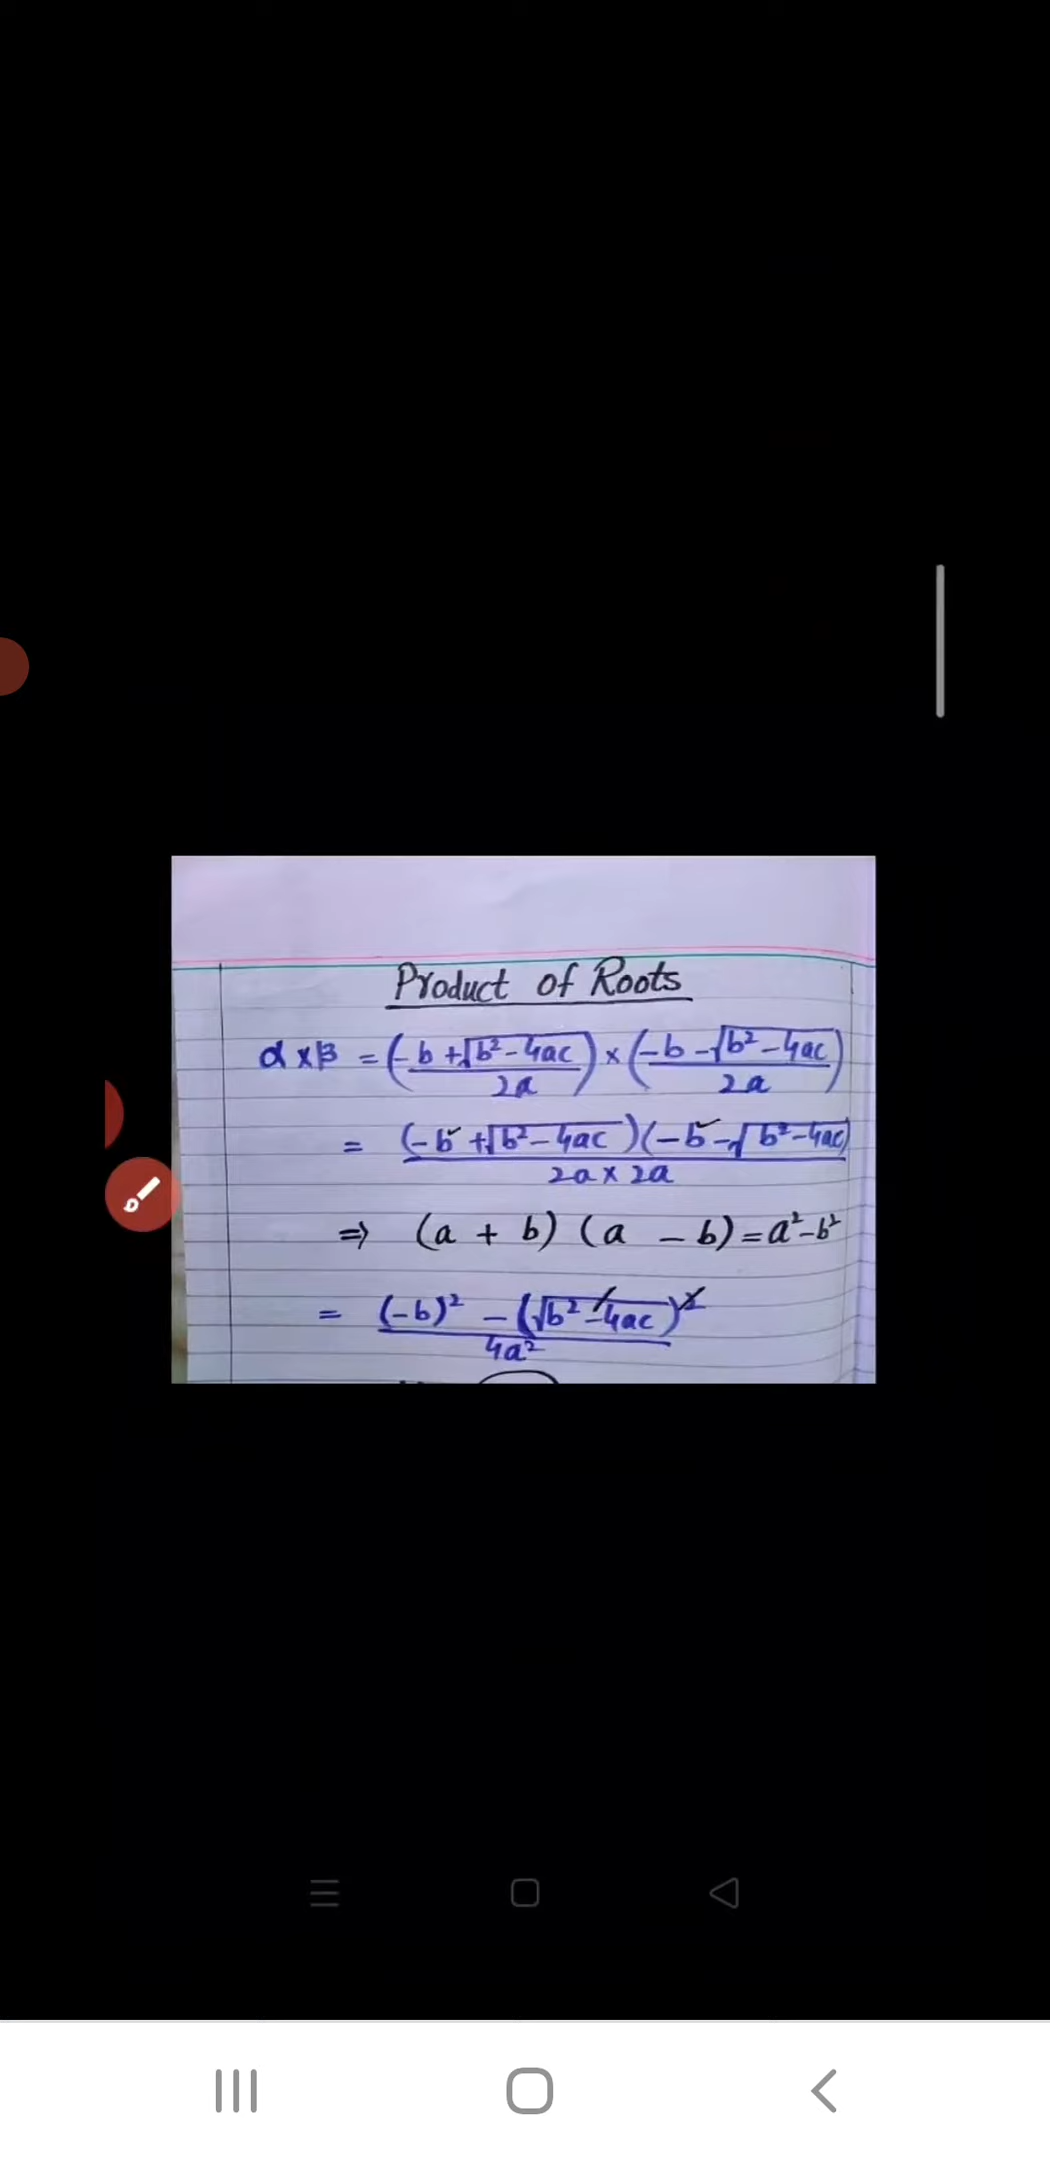 Product of Roots
α × β = (-b + √b² - 4ac / 2a) × (-b - √b² - 4ac / 2a)
= (-b + √b² - 4ac)(-b - √b² - 4ac) / 2a × 2a
⇒ (a + b) (a - b) = a² - b²
= (-b)² - (√b² - 4ac)² / 4a²